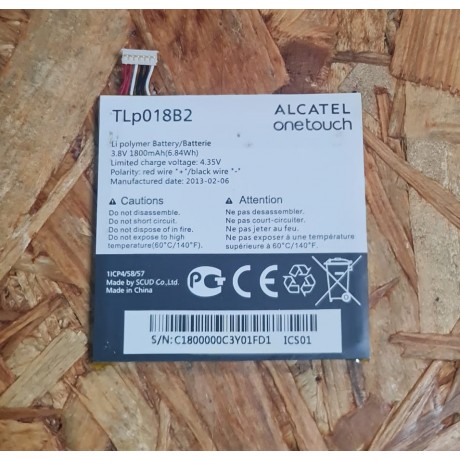 TLp018B2
ALCATEL
onetouch
Li polymer Battery/Batterie
3.8V 1800mAh(6.84Wh)
Limited charge voltage: 4.35V
Polarity: red wire "+"/black wire "-"
Manufactured date: 2013-02-06
Cautions
Do not disassemble.
Do not short circuit.
Do not dispose in fire.
Do not expose to high
temperature(60°C/140°F).
Attention
Ne pas desassembler.
Ne pas court-circuiter.
Ne pas jeter au feu.
Ne pas exposer à une température
supérieure à 60°C/140°F.
1ICP4/58/57
Made by SCUD Co.,Ltd.
Made in China
S/N: C1800000C3Y01FD1 ICS01